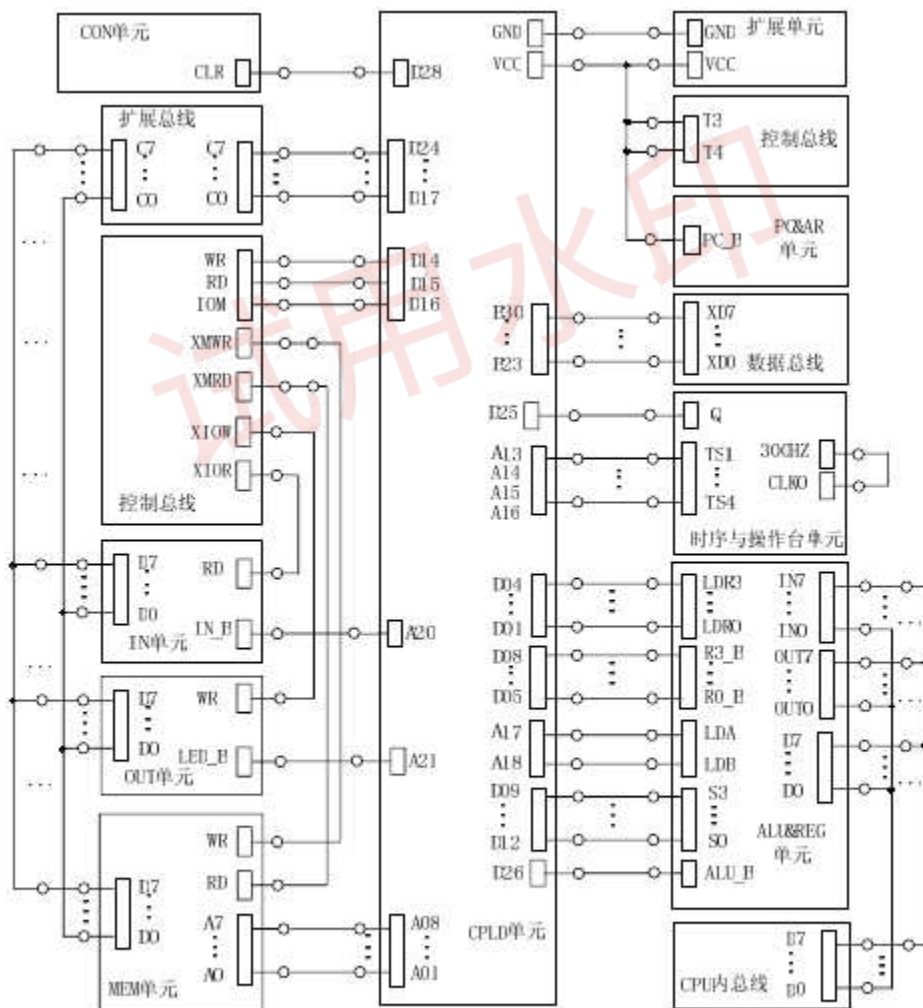 CON单元
CLR
D28
扩展总线
C7
C0
C7
C0
D24
D17
WR
RD
IOM
D14
D15
D16
XMWR
XMRD
XIOW
XIOR
控制总线
D7
D0
RD
IN_B
IN单元
A20
D7
D0
WR
LED_B
OUT单元
A21
WR
RD
D7
D0
A7
A0
MEM单元
A08
A01
CPLD单元
GND
VCC
GND
VCC
扩展单元
T3
T4
控制总线
PC_B
PC&AR
单元
B30
B23
XD7
XD0
数据总线
D25
Q
A13
A14
A15
A16
TS1
TS4
30CHZ
CLK0
时序与操作台单元
D04
D01
LDR3
LDR0
D08
D05
R3_B
R0_B
A17
A18
LDA
LDB
D09
D12
S3
S0
D26
ALU_B
IN7
IN0
OUT7
OUT0
D7
D0
ALU&REG
单元
D7
D0
CPU内总线
试用水印